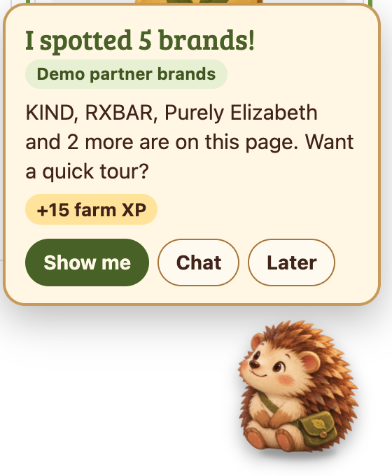 I spotted 5 brands!
Demo partner brands
KIND, RXBAR, Purely Elizabeth
and 2 more are on this page. Want
a quick tour?
+15 farm XP
Show me
Chat
Later